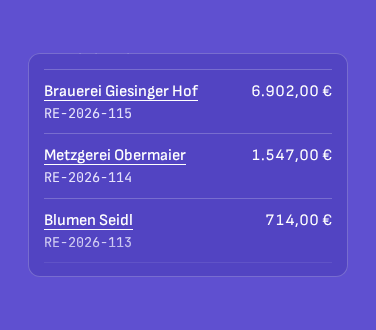 Brauerei Giesinger Hof 6.902,00 €
RE-2026-115
Metzgerei Obermaier 1.547,00 €
RE-2026-114
Blumen Seidl 714,00 €
RE-2026-113